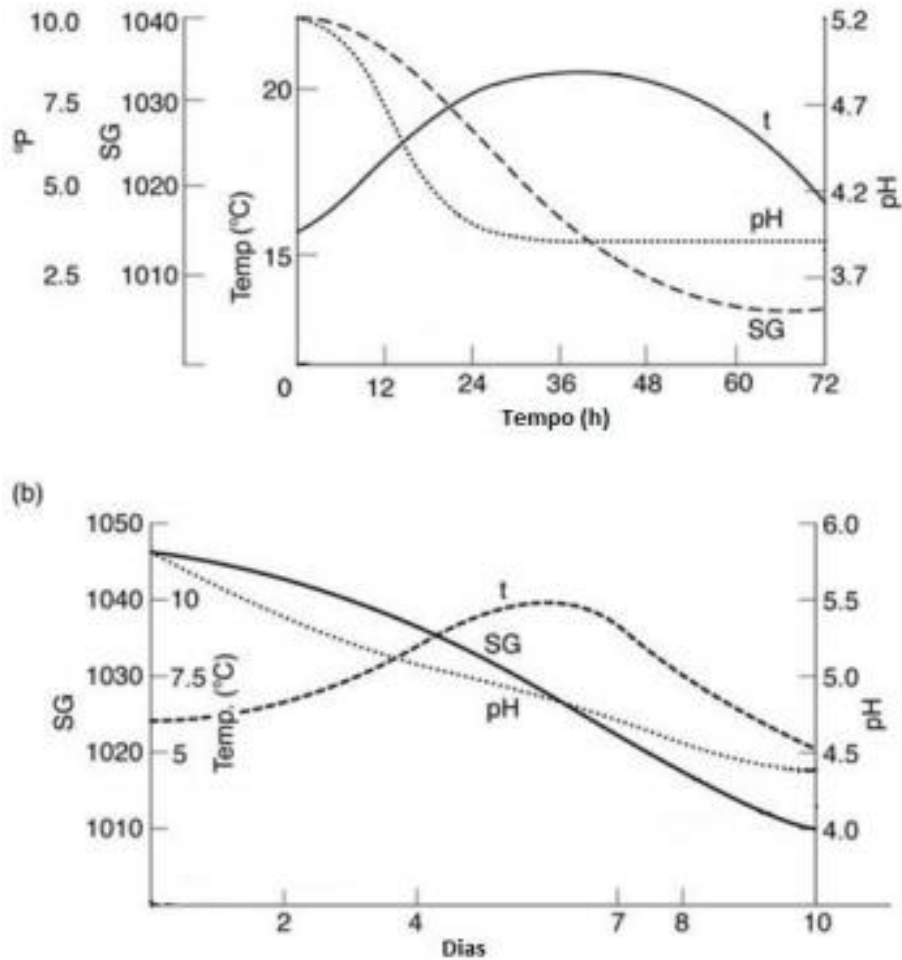 10.0 1040 5.2
20
7.5 1030 4.7
t
°P SG
5.0 1020 4.2
pH pH
Temp (°C)
15
2.5 1010 3.7
SG
0 12 24 36 48 60 72
Tempo (h)
(b)
1050 6.0
t
1040 10 5.5
SG
1030 7.5 5.0
SG Temp. (°C) pH pH
1020 5 4.5
1010 4.0
2 4 7 8 10
Dias